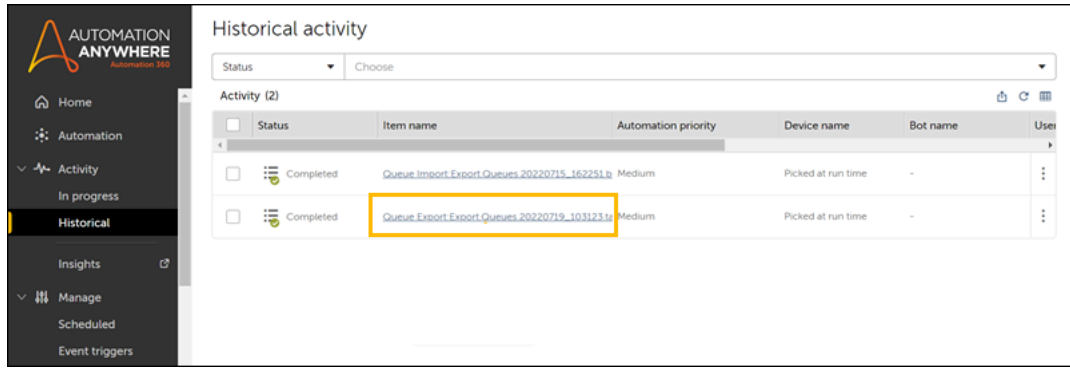 AUTOMATION
ANYWHERE
Automation 360
Home
Automation
Activity
In progress
Historical
Insights
Manage
Scheduled
Event triggers
Historical activity
Status Choose
Activity (2)
Status Item name Automation priority Device name Bot name User
Completed Queue.Import.Export.Queues.20220715_162251.b Medium Picked at run time -
Completed Queue.Export.Export.Queues.20220719_103123.ta Medium Picked at run time -